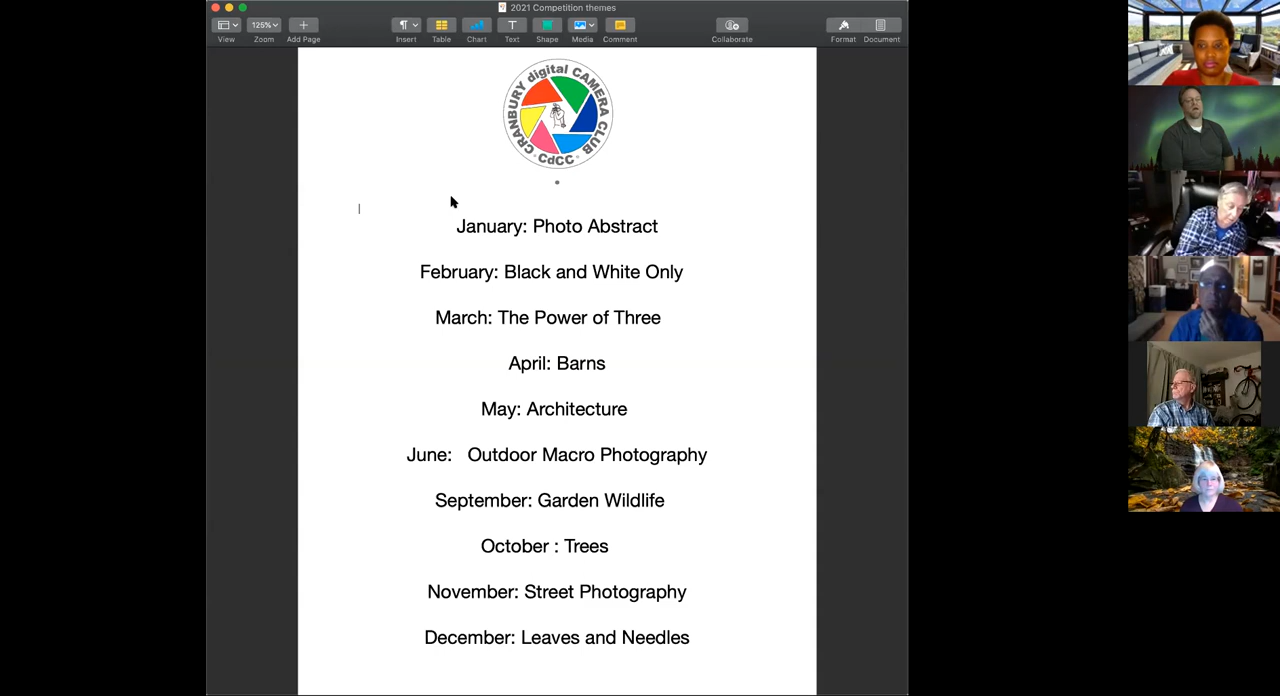 2021 Competition themes
125%
View
Zoom
Add Page
Insert
Table
Chart
Text
Shape
Media
Comment
Collaborate
Format
Document
CRANBURY digital CAMERA CLUB
CdCC
January: Photo Abstract
February: Black and White Only
March: The Power of Three
April: Barns
May: Architecture
June:   Outdoor Macro Photography
September: Garden Wildlife
October : Trees
November: Street Photography
December: Leaves and Needles